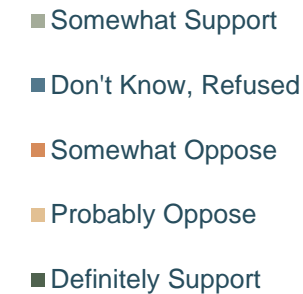 Somewhat Support
Don't Know, Refused
Somewhat Oppose
Probably Oppose
Definitely Support